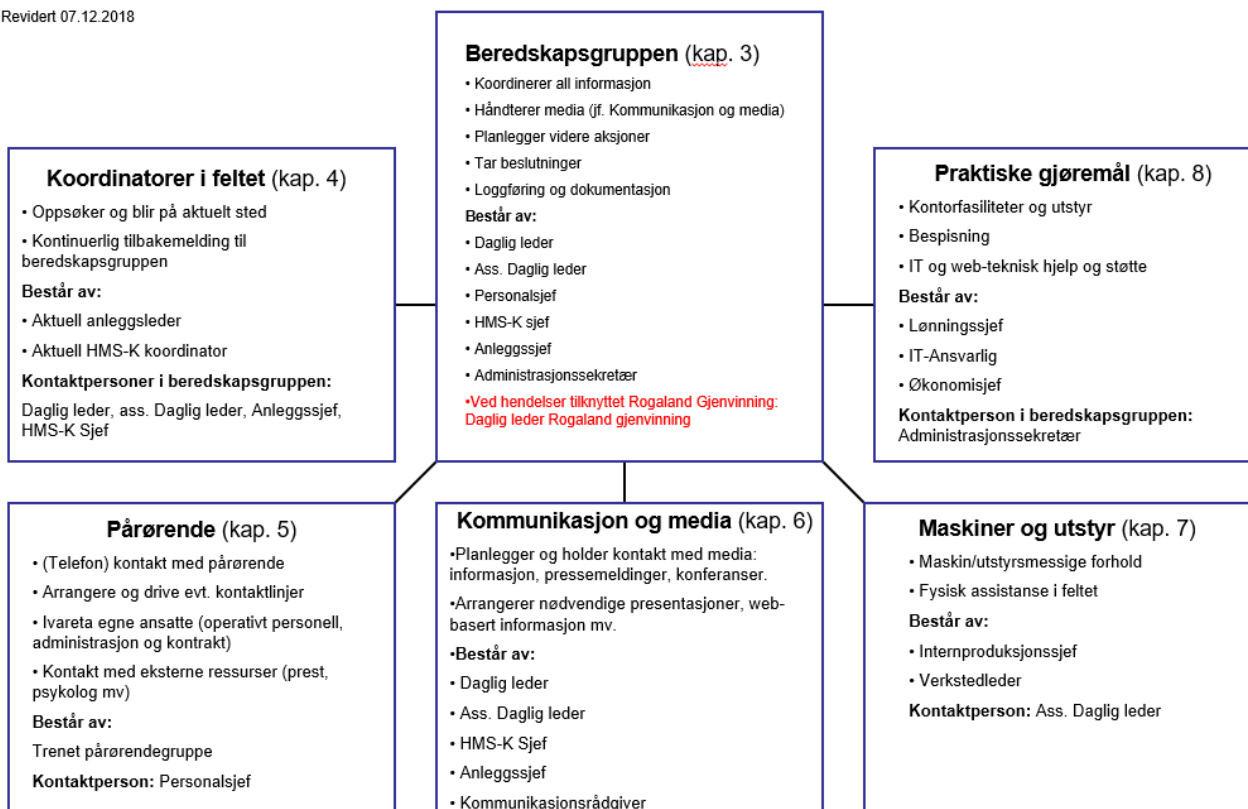 Revidert 07.12.2018
Beredskapsgruppen (kap. 3)
• Koordinerer all informasjon
• Håndterer media (jf. Kommunikasjon og media)
• Planlegger videre aksjoner
• Tar beslutninger
• Loggføring og dokumentasjon
Består av:
• Daglig leder
• Ass. Daglig leder
• Personalsjef
• HMS-K sjef
• Anleggssjef
• Administrasjonssekretær
•Ved hendelser tilknyttet Rogaland Gjenvinning:
Daglig leder Rogaland gjenvinning
Koordinatorer i feltet (kap. 4)
• Oppsøker og blir på aktuelt sted
• Kontinuerlig tilbakemelding til
beredskapsgruppen
Består av:
• Aktuell anleggsleder
• Aktuell HMS-K koordinator
Kontaktpersoner i beredskapsgruppen:
Daglig leder, ass. Daglig leder, Anleggssjef,
HMS-K Sjef
Praktiske gjøremål (kap. 8)
• Kontorfasiliteter og utstyr
• Bespisning
• IT og web-teknisk hjelp og støtte
Består av:
• Lønningssjef
• IT-Ansvarlig
• Økonomisjef
Kontaktperson i beredskapsgruppen:
Administrasjonssekretær
Pårørende (kap. 5)
• (Telefon) kontakt med pårørende
• Arrangere og drive evt. kontaktlinjer
• Ivareta egne ansatte (operativt personell,
administrasjon og kontrakt)
• Kontakt med eksterne ressurser (prest,
psykolog mv)
Består av:
Trenet pårørendegruppe
Kontaktperson: Personalsjef
Kommunikasjon og media (kap. 6)
•Planlegger og holder kontakt med media:
informasjon, pressemeldinger, konferanser.
•Arrangerer nødvendige presentasjoner, web-
basert informasjon mv.
•Består av:
• Daglig leder
• Ass. Daglig leder
• HMS-K Sjef
• Anleggssjef
• Kommunikasjonsrådgiver
Maskiner og utstyr (kap. 7)
• Maskin/utstyrsmessige forhold
• Fysisk assistanse i feltet
Består av:
• Internproduksjonssjef
• Verkstedleder
Kontaktperson: Ass. Daglig leder